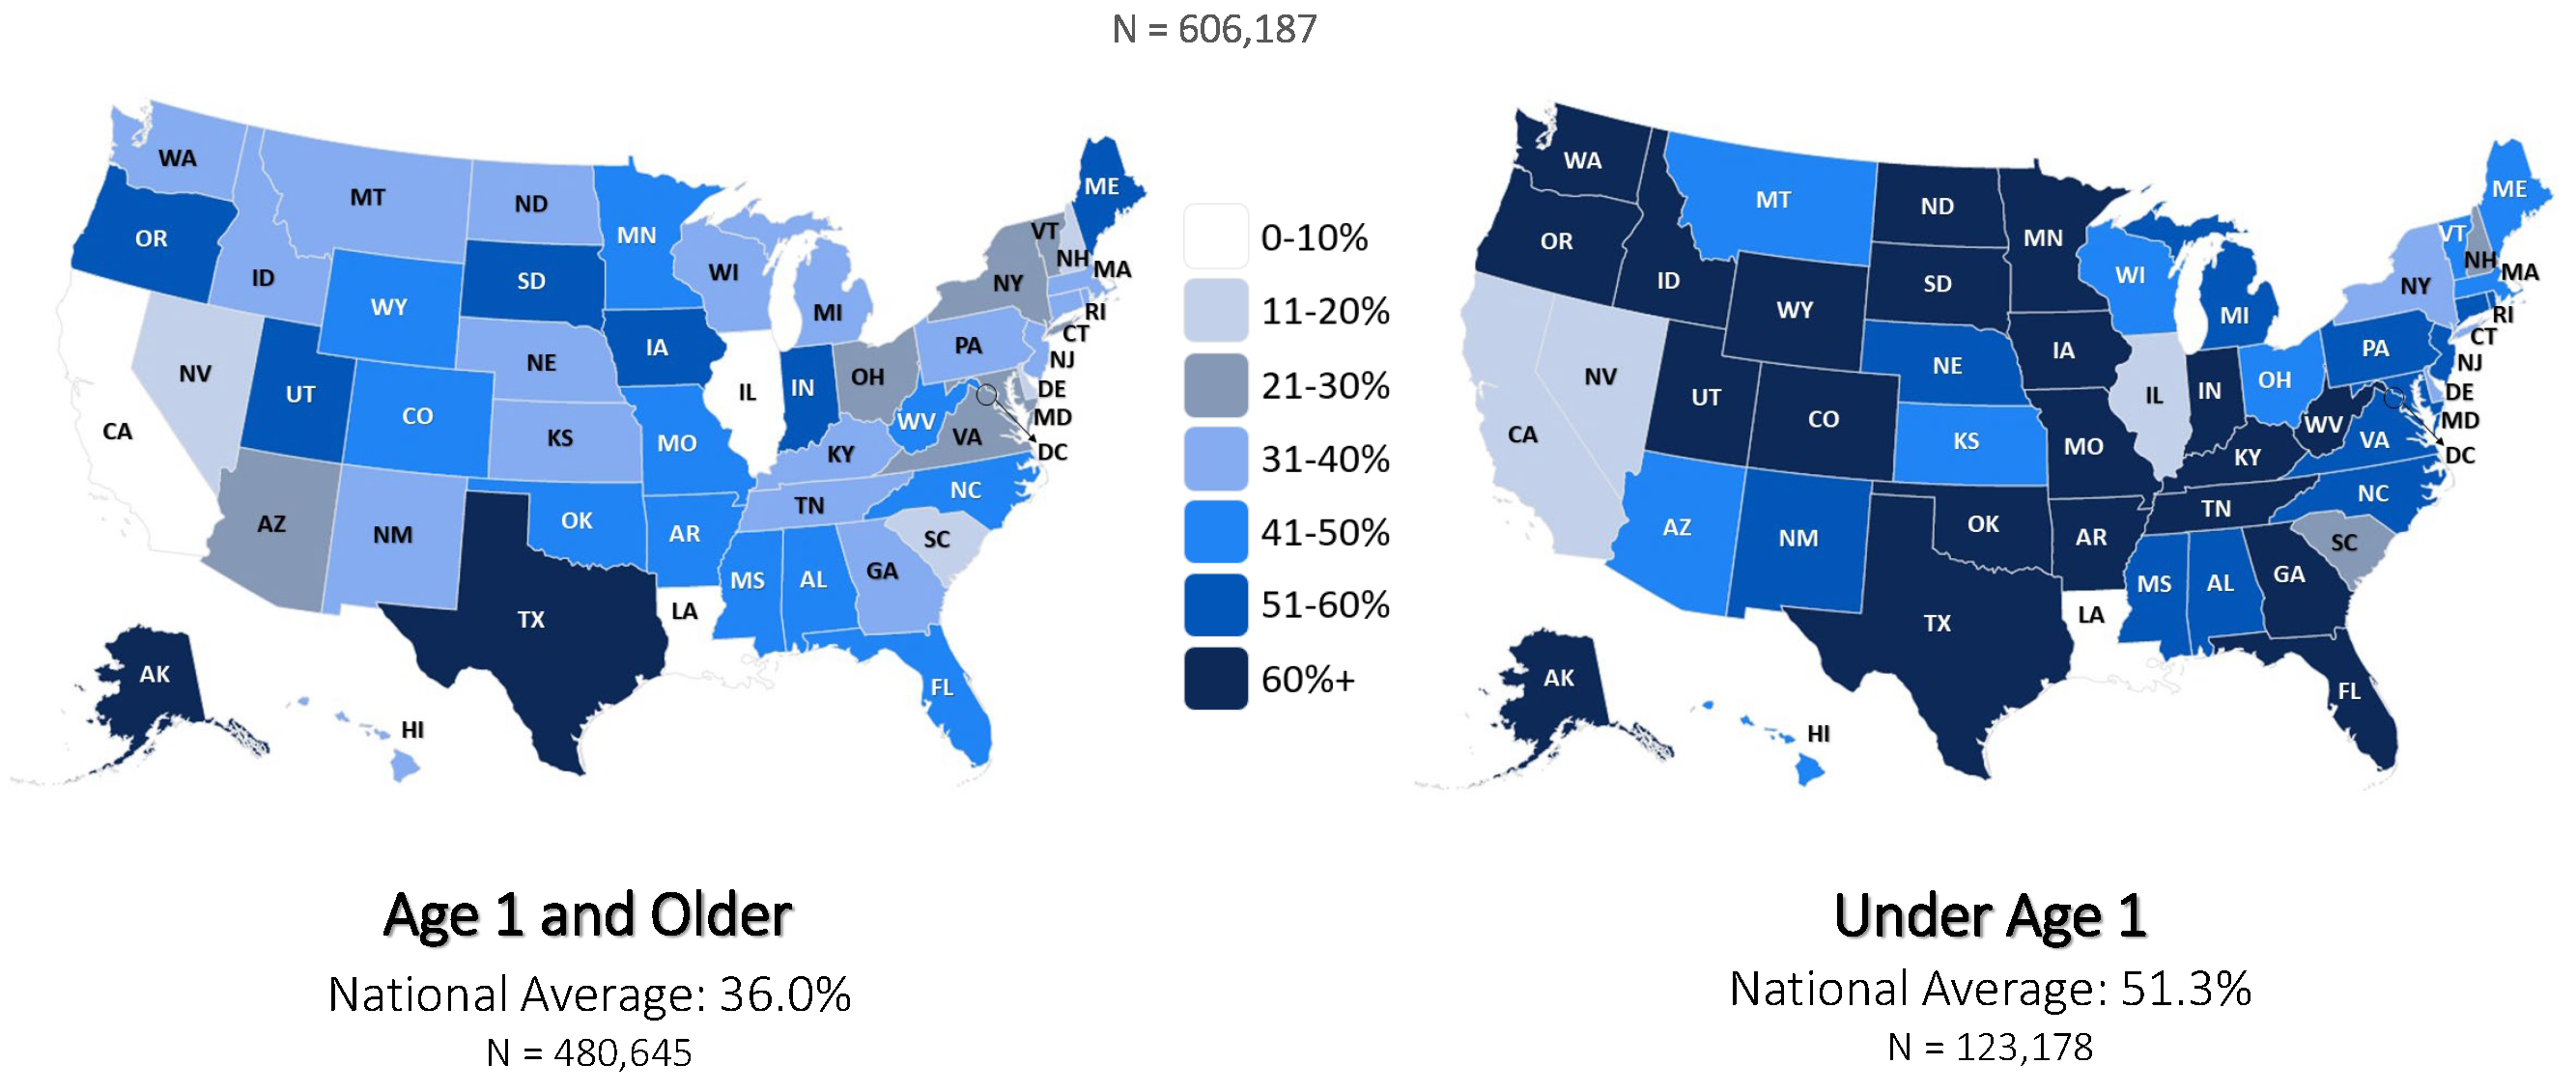 N = 606,187
WA
MT
ND
MN
ME
OR
ID
SD
WI
VT
NH
MA
NY
WY
MI
RI
CT
IA
PA
NJ
NE
NV
UT
CO
IL
IN
OH
DE
MD
CA
KS
MO
WV
VA
DC
KY
NC
AZ
NM
OK
TN
AR
SC
MS
AL
GA
TX
LA
AK
FL
HI
0-10%
11-20%
21-30%
31-40%
41-50%
51-60%
60%+
WA
MT
ND
MN
ME
OR
ID
SD
WI
VT
NH
MA
NY
WY
MI
RI
CT
IA
PA
NJ
NE
NV
UT
CO
IL
IN
OH
DE
MD
CA
KS
MO
WV
VA
DC
KY
NC
AZ
NM
OK
TN
AR
SC
MS
AL
GA
TX
LA
AK
FL
HI
Age 1 and Older
National Average: 36.0%
N = 480,645
Under Age 1
National Average: 51.3%
N = 123,178